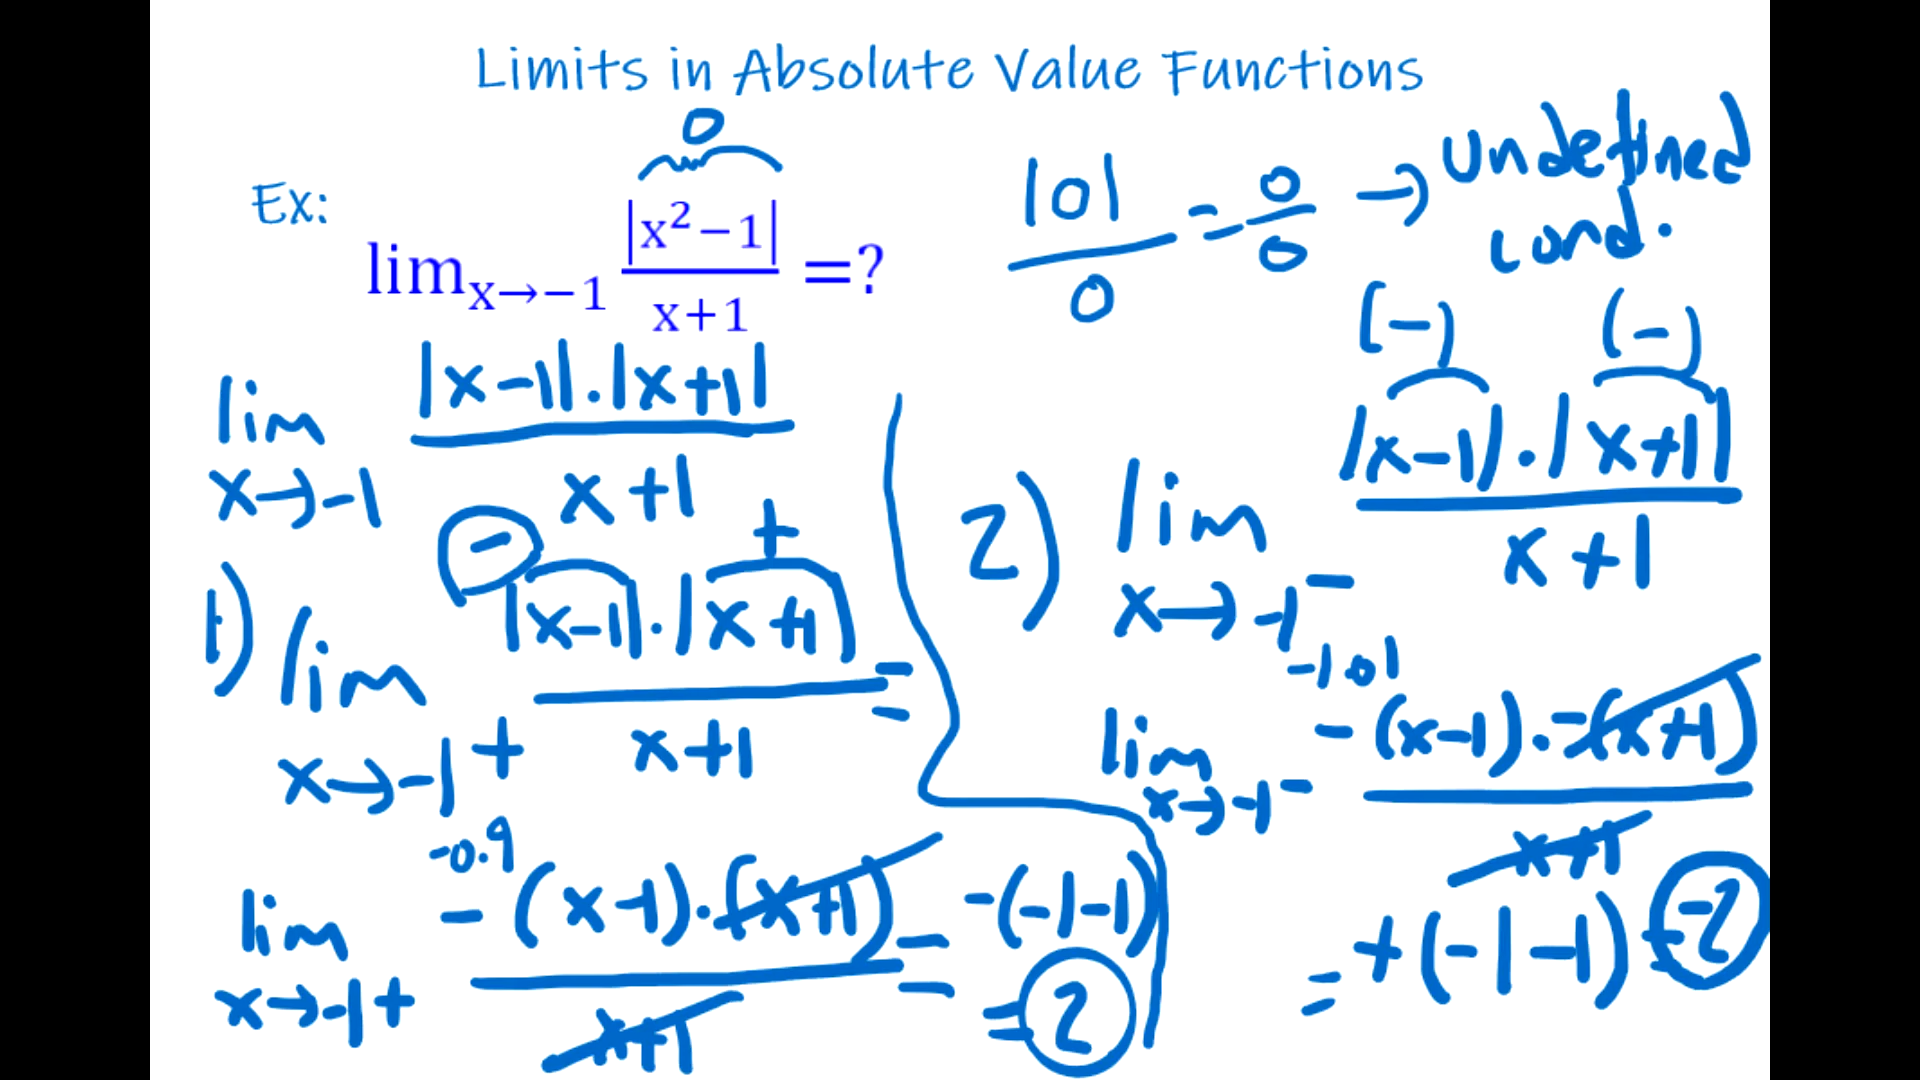 Limits in Absolute Value Functions
0
Ex: lim x→−1 |x²−1| / x+1 =?
|0| / 0 = 0 / 0 → undefined cond.
lim x→-1 |x-1|.|x+1| / x+1
- +
1) lim x→-1+ |x-1|.|x+1| / x+1 =
-0.9
lim x→-1+ -(x-1).(x+1) / x+1 = -(-1-1)
= 2
(-) (-)
2) lim x→-1- |x-1|.|x+1| / x+1
-1.01
lim x→-1- -(x-1).-(x+1) / x+1
= +(-1-1) = -2